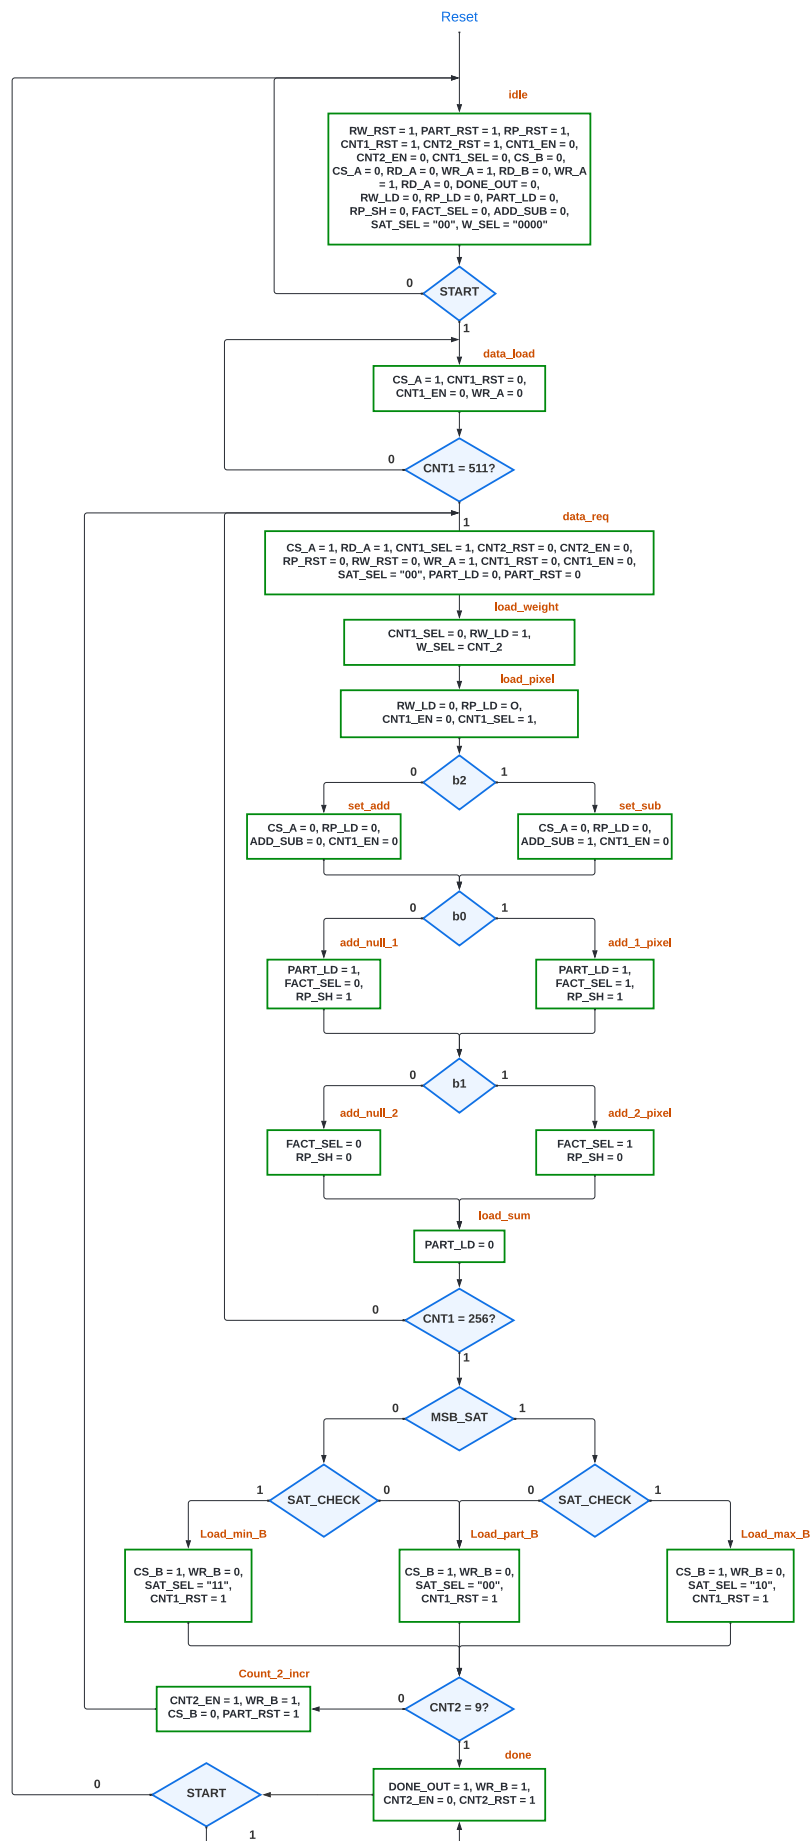 Reset
idle
RW_RST = 1, PART_RST = 1, RP_RST = 1,
CNT1_RST = 1, CNT2_RST = 1, CNT1_EN = 0,
CNT2_EN = 0, CNT1_SEL = 0, CS_B = 0,
CS_A = 0, RD_A = 0, WR_A = 1, RD_B = 0, WR_A
= 1, RD_A = 0, DONE_OUT = 0,
RW_LD = 0, RP_LD = 0, PART_LD = 0,
RP_SH = 0, FACT_SEL = 0, ADD_SUB = 0,
SAT_SEL = "00", W_SEL = "0000"
0
START
1
data_load
CS_A = 1, CNT1_RST = 0,
CNT1_EN = 0, WR_A = 0
0
CNT1 = 511?
1
data_req
CS_A = 1, RD_A = 1, CNT1_SEL = 1, CNT2_RST = 0, CNT2_EN = 0,
RP_RST = 0, RW_RST = 0, WR_A = 1, CNT1_RST = 0, CNT1_EN = 0,
SAT_SEL = "00", PART_LD = 0, PART_RST = 0
load_weight
CNT1_SEL = 0, RW_LD = 1,
W_SEL = CNT_2
load_pixel
RW_LD = 0, RP_LD = O,
CNT1_EN = 0, CNT1_SEL = 1,
0
b2
1
set_add
set_sub
CS_A = 0, RP_LD = 0,
ADD_SUB = 0, CNT1_EN = 0
CS_A = 0, RP_LD = 0,
ADD_SUB = 1, CNT1_EN = 0
0
b0
1
add_null_1
add_1_pixel
PART_LD = 1,
FACT_SEL = 0,
RP_SH = 1
PART_LD = 1,
FACT_SEL = 1,
RP_SH = 1
0
b1
1
add_null_2
add_2_pixel
FACT_SEL = 0
RP_SH = 0
FACT_SEL = 1
RP_SH = 0
load_sum
PART_LD = 0
0
CNT1 = 256?
1
0
MSB_SAT
1
1
SAT_CHECK
0
0
SAT_CHECK
1
Load_min_B
Load_part_B
Load_max_B
CS_B = 1, WR_B = 0,
SAT_SEL = "11",
CNT1_RST = 1
CS_B = 1, WR_B = 0,
SAT_SEL = "00",
CNT1_RST = 1
CS_B = 1, WR_B = 0,
SAT_SEL = "10",
CNT1_RST = 1
Count_2_incr
CNT2_EN = 1, WR_B = 1,
CS_B = 0, PART_RST = 1
0
CNT2 = 9?
1
done
DONE_OUT = 1, WR_B = 1,
CNT2_EN = 0, CNT2_RST = 1
0
START
1